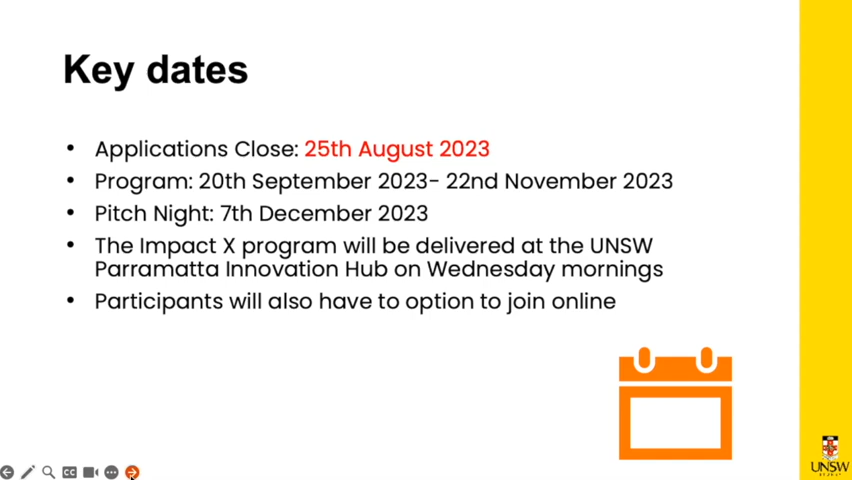 Key dates
• Applications Close: 25th August 2023
• Program: 20th September 2023- 22nd November 2023
• Pitch Night: 7th December 2023
• The Impact X program will be delivered at the UNSW
Parramatta Innovation Hub on Wednesday mornings
• Participants will also have to option to join online
CC
UNSW